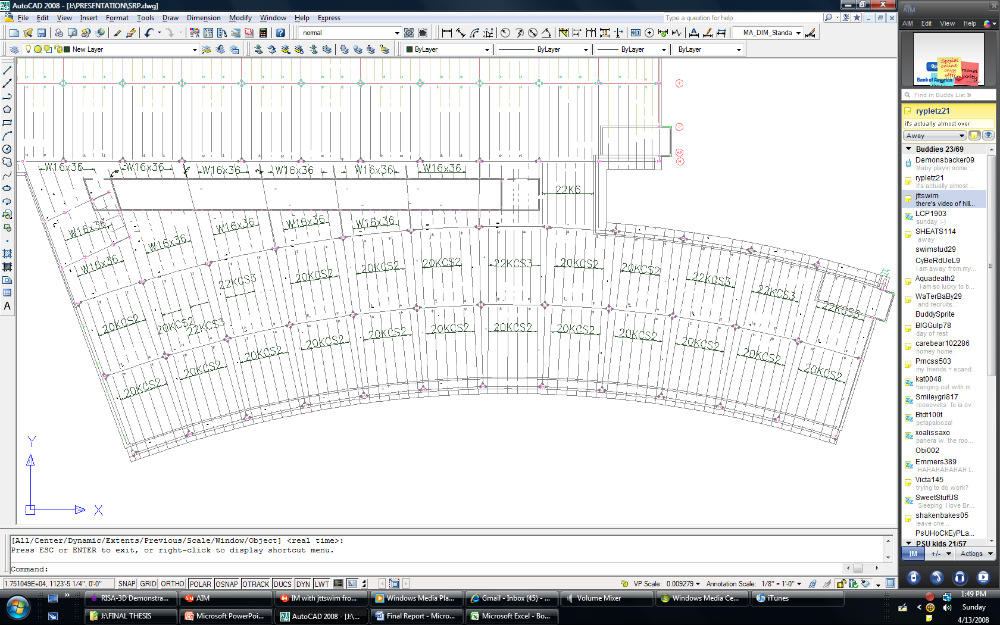 AutoCAD 2008 - [J:\PRESENTATION\SRP.dwg]
File Edit View Insert Format Tools Draw Dimension Modify Window Help Express
Type a question for help
normal
MA_DIM_Standa
New Layer
ByLayer ByLayer ByLayer ByLayer
S
P
N
W16x36 W16x36 W16x36 W16x36 W16x36 W16x36
22K6
W16x36 W16x36 W16x36 W16x36 W16x36
W16x36
22KCS3 20KCS2 20KCS2 20KCS2 22KCS3 20KCS2 20KCS2 22KCS3 22KCS3 22KCS3
20KCS2 20KCS2 22KCS3
20KCS2 20KCS2 20KCS2 20KCS2 20KCS2 20KCS2 20KCS2 20KCS2 20KCS2 20KCS2 20KCS2 20KCS2
Y
X
[All/Center/Dynamic/Extents/Previous/Scale/Window/Object] <real time>:
Press ESC or ENTER to exit, or right-click to display shortcut menu.
Command:
1.751049E+04, 1123'-5 1/4", 0'-0"
SNAP GRID ORTHO POLAR OSNAP OTRACK DUCS DYN LWT
VP Scale: 0.009279 Annotation Scale: 1/8" = 1'-0"
AIM
AIM Edit View Help
Special online-only offer
Bank of America
Find in Buddy List ®
rypletz21
it's actually almost over
Away
Buddies 23/69
Demonsbacker09
Maby playin some ...
rypletz21
it's actually almost ...
jttswim
there's video of hill...
LCP1903
sunday :-)
SHEATS114
away
swimstud29
CyBeRdUeL9
I am away from my...
Aquadeath2
I am so lucky to b...
WaTerBaBy29
and recruits...
BuddySprite
BIGGulp78
day of rest
carebear102286
homey home.
Prncss503
my friends = scand...
kat0048
hanging out with m...
Smileygrl817
roosevelts fe is ov...
Btdt100t
petapalooza!
xoalissaxo
panera w. the roo...
Obi002
Emmers389
HAHAHAHAHAH i...
Victa145
trying to do work?
SweetStuffJS
Sleeping I love Br...
shakenbakes05
leave one...
PsUHoCkEyPLa...
PSU kids 21/57
IM +/- Actions
RISA-3D Demonstra...
AIM
IM with jttswim fro...
Windows Media Pla...
Gmail - Inbox (45) - ...
Volume Mixer
Windows Media Ce...
iTunes
J:\FINAL THESIS
Microsoft PowerPoi...
AutoCAD 2008 - [J:\...
Final Report - Micro...
Microsoft Excel - Bo...
1:49 PM
Sunday
4/13/2008